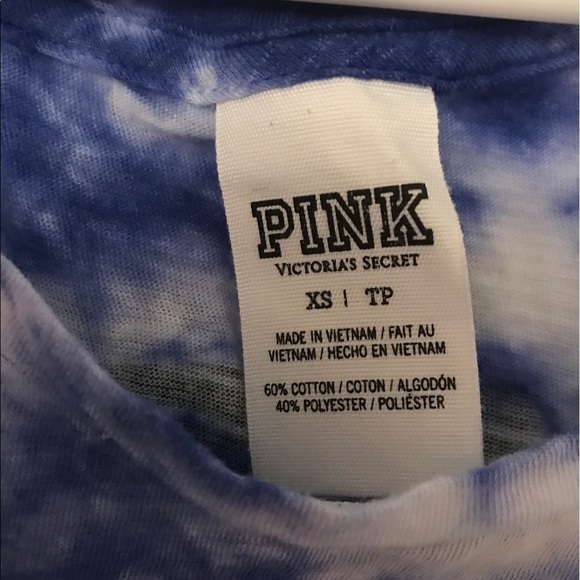 PINK
VICTORIA'S SECRET
XS | TP
MADE IN VIETNAM / FAIT AU
VIETNAM / HECHO EN VIETNAM
60% COTTON / COTON / ALGODÓN
40% POLYESTER / POLIÉSTER